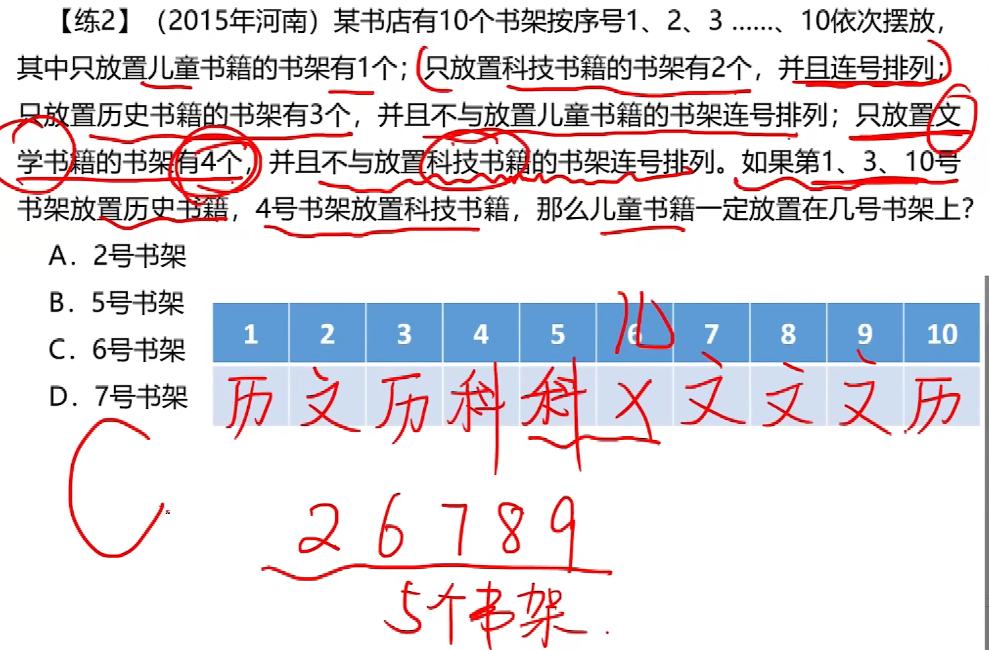 【练2】（2015年河南）某书店有10个书架按序号1、2、3 ……、10依次摆放，
其中只放置儿童书籍的书架有1个；只放置科技书籍的书架有2个，并且连号排列；
只放置历史书籍的书架有3个，并且不与放置儿童书籍的书架连号排列；只放置文
学书籍的书架有4个，并且不与放置科技书籍的书架连号排列。如果第1、3、10号
书架放置历史书籍，4号书架放置科技书籍，那么儿童书籍一定放置在几号书架上？
A．2号书架
B．5号书架
C．6号书架
D．7号书架
儿
1 2 3 4 5 6 7 8 9 10
历 文 历 科 科 X 文 文 文 历
C
2 6 7 8 9
5个书架.